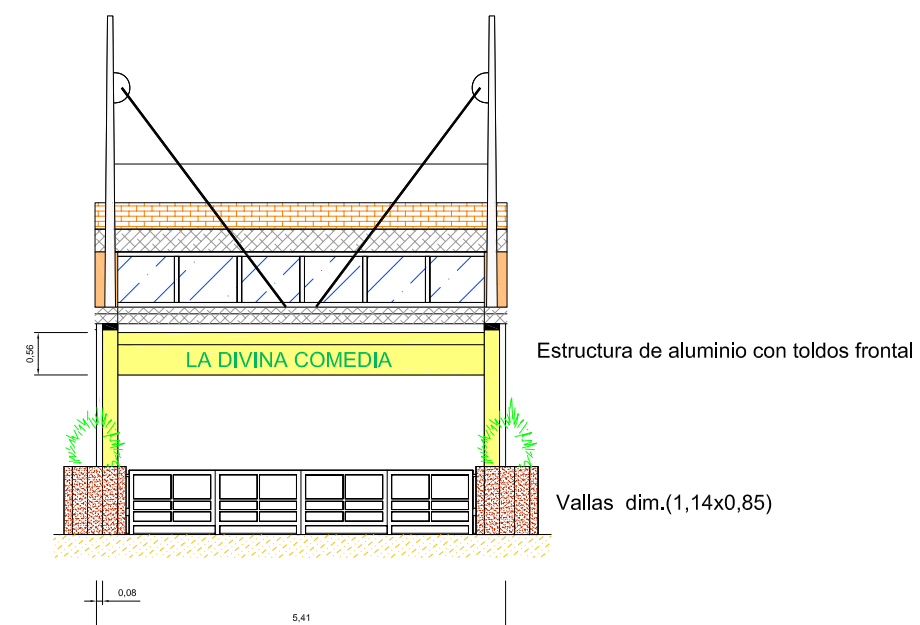 0,56
LA DIVINA COMEDIA
Estructura de aluminio con toldos frontal
Vallas dim.(1,14x0,85)
0,08
5,41